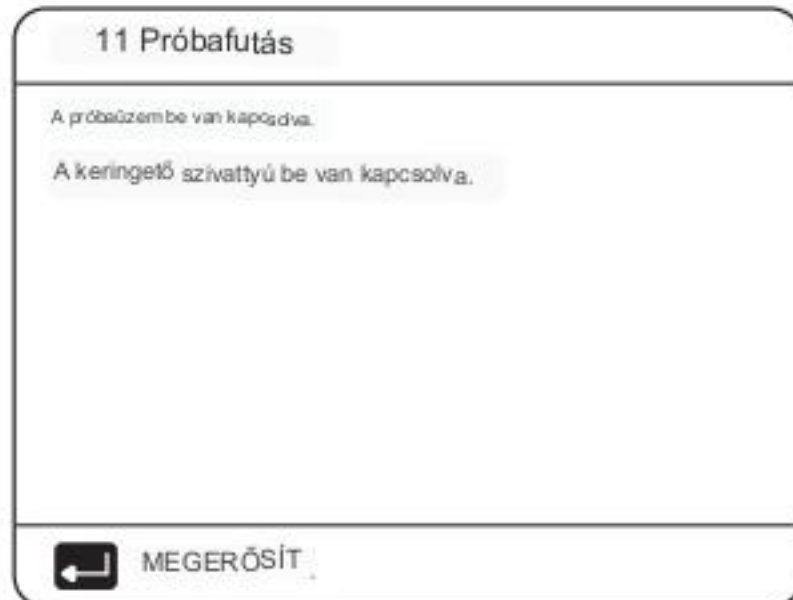 11 Próbafutás
A próbaüzem be van kapcsolva.
A keringető szivattyú be van kapcsolva.
MEGERŐSÍT